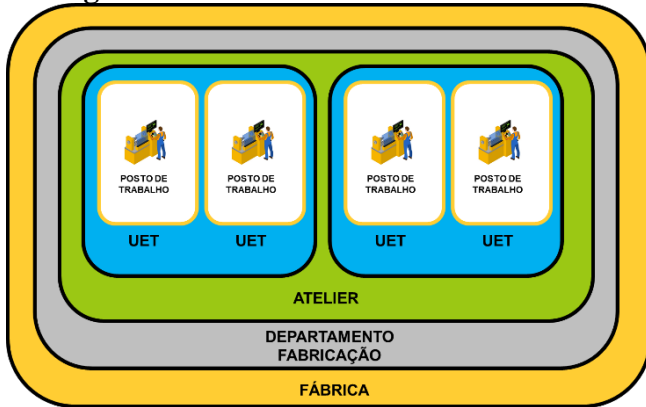 POSTO DE
TRABALHO
POSTO DE
TRABALHO
POSTO DE
TRABALHO
POSTO DE
TRABALHO
UET
UET
UET
UET
ATELIER
DEPARTAMENTO
FABRICAÇÃO
FÁBRICA